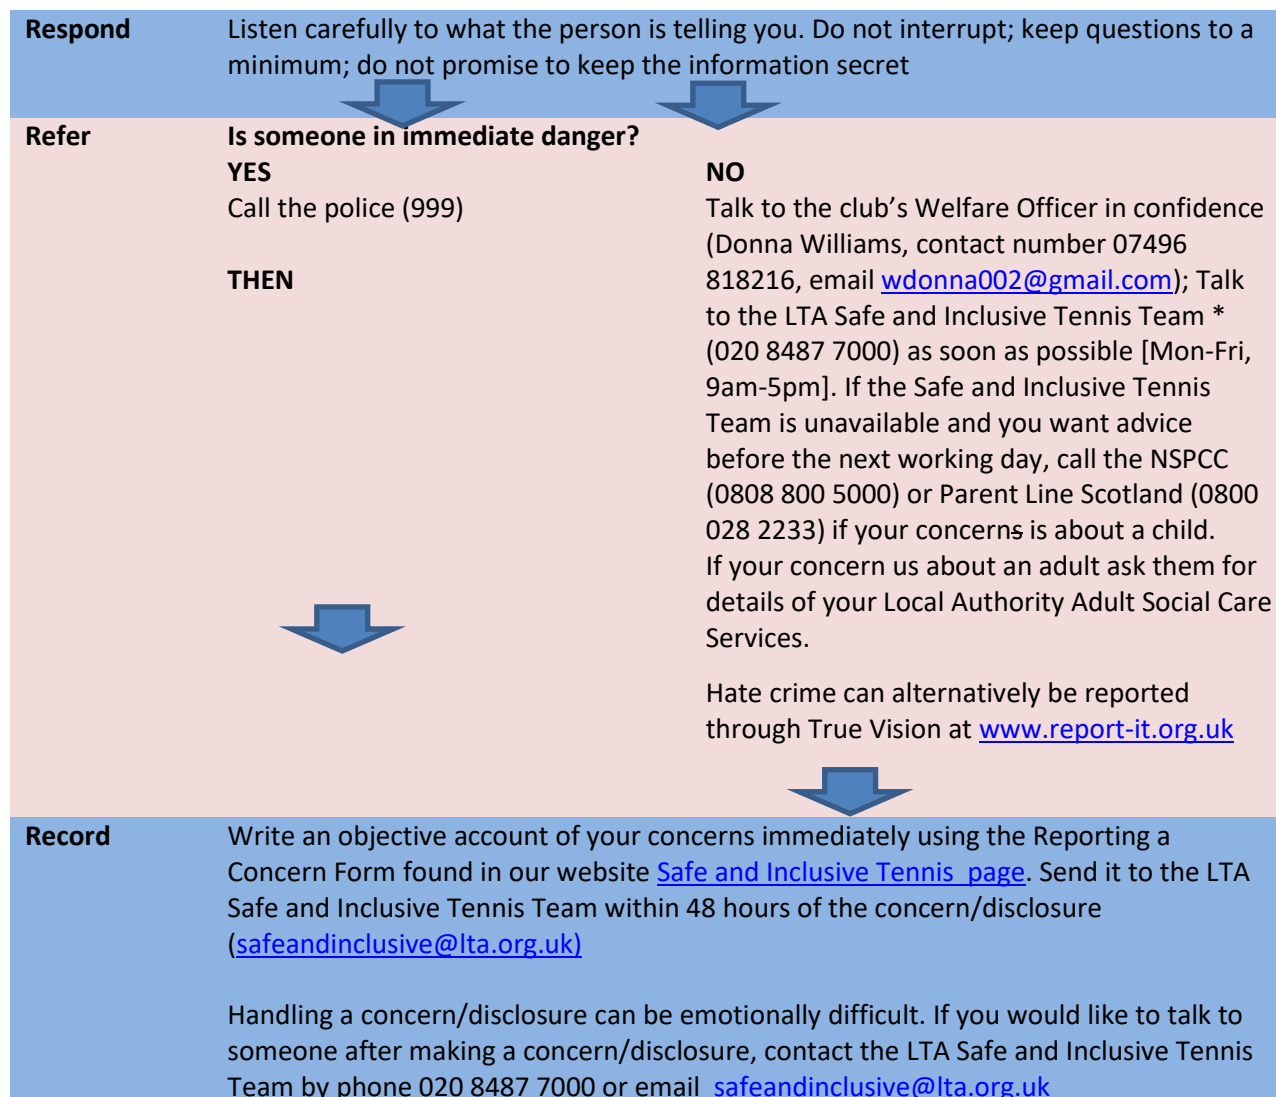 Respond
Listen carefully to what the person is telling you. Do not interrupt; keep questions to a
minimum; do not promise to keep the information secret
Refer
Is someone in immediate danger?
YES
Call the police (999)
THEN
NO
Talk to the club’s Welfare Officer in confidence
(Donna Williams, contact number 07496
818216, email wdonna002@gmail.com); Talk
to the LTA Safe and Inclusive Tennis Team *
(020 8487 7000) as soon as possible [Mon-Fri,
9am-5pm]. If the Safe and Inclusive Tennis
Team is unavailable and you want advice
before the next working day, call the NSPCC
(0808 800 5000) or Parent Line Scotland (0800
028 2233) if your concerns is about a child.
If your concern us about an adult ask them for
details of your Local Authority Adult Social Care
Services.
Hate crime can alternatively be reported
through True Vision at www.report-it.org.uk
Record
Write an objective account of your concerns immediately using the Reporting a
Concern Form found in our website Safe and Inclusive Tennis  page. Send it to the LTA
Safe and Inclusive Tennis Team within 48 hours of the concern/disclosure
(safeandinclusive@lta.org.uk)
Handling a concern/disclosure can be emotionally difficult. If you would like to talk to
someone after making a concern/disclosure, contact the LTA Safe and Inclusive Tennis
Team by phone 020 8487 7000 or email  safeandinclusive@lta.org.uk